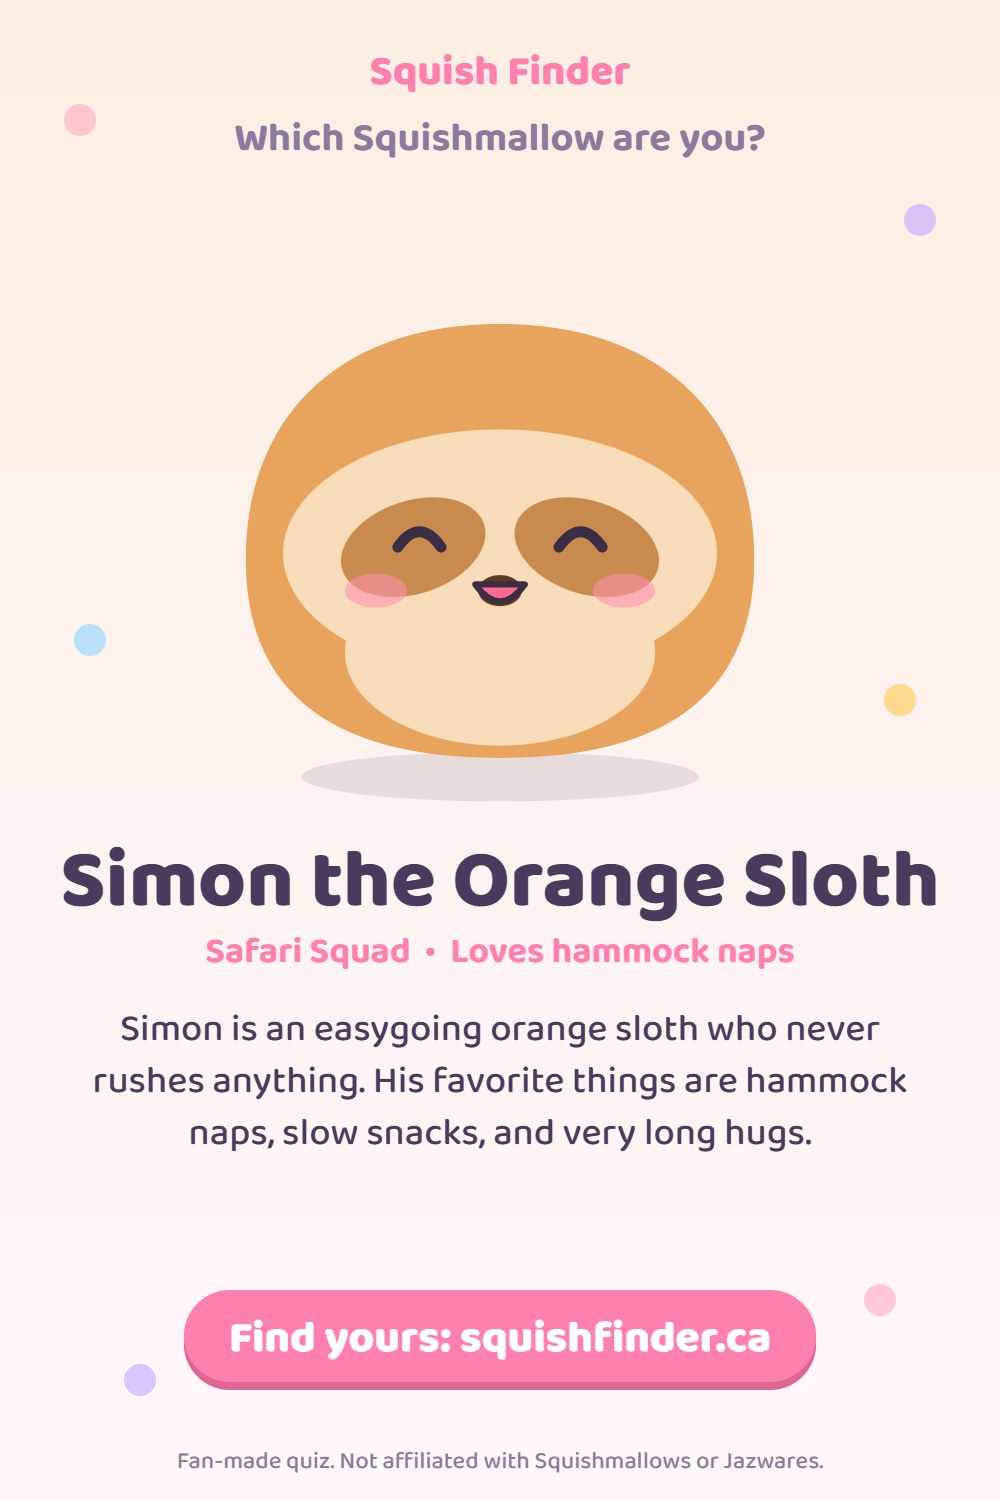 Squish Finder
Which Squishmallow are you?
Simon the Orange Sloth
Safari Squad • Loves hammock naps
Simon is an easygoing orange sloth who never
rushes anything. His favorite things are hammock
naps, slow snacks, and very long hugs.
Find yours: squishfinder.ca
Fan-made quiz. Not affiliated with Squishmallows or Jazwares.